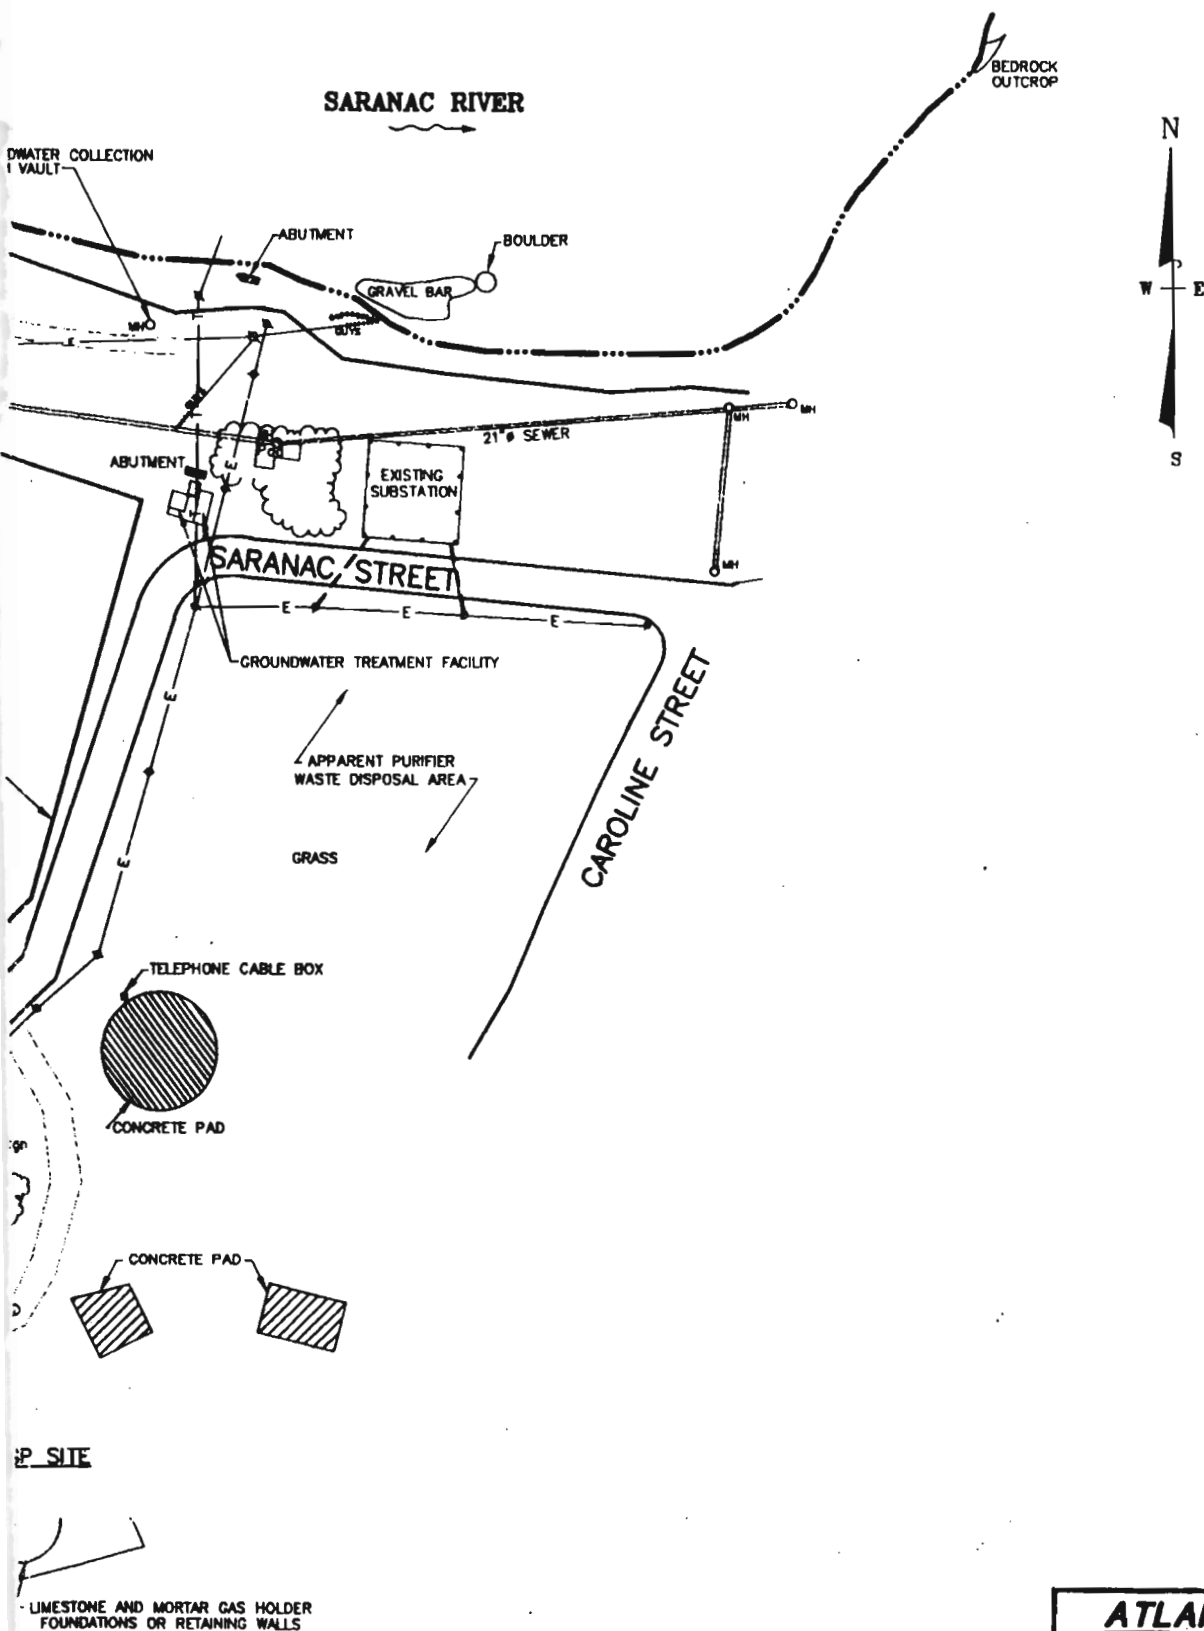 BEDROCK
OUTCROP
SARANAC RIVER
N
DWATER COLLECTION
VAULT
ABUTMENT
BOULDER
W E
GRAVEL BAR
MH
GUYS
E
T
MH
MH
21"ø SEWER
S
ABUTMENT
E
EXISTING
SUBSTATION
MH
SARANAC STREET
E
E
E
GROUNDWATER TREATMENT FACILITY
E
CAROLINE STREET
APPARENT PURIFIER
WASTE DISPOSAL AREA
GRASS
E
TELEPHONE CABLE BOX
CONCRETE PAD
CONCRETE PAD
P SITE
LIMESTONE AND MORTAR GAS HOLDER
FOUNDATIONS OR RETAINING WALLS
ATLA